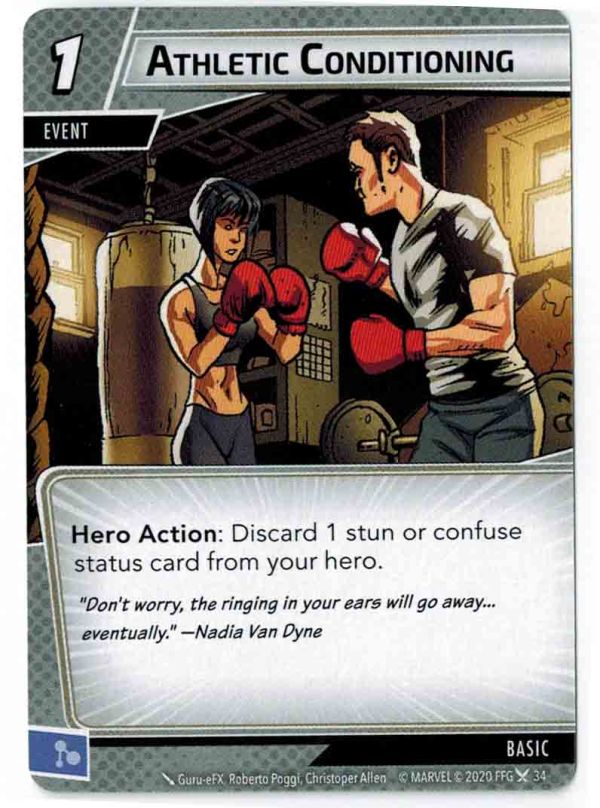 1
ATHLETIC CONDITIONING
EVENT
Hero Action: Discard 1 stun or confuse
status card from your hero.
"Don't worry, the ringing in your ears will go away...
eventually." —Nadia Van Dyne
BASIC
Guru-eFX, Roberto Poggi, Christoper Allen © MARVEL © 2020 FFG 34